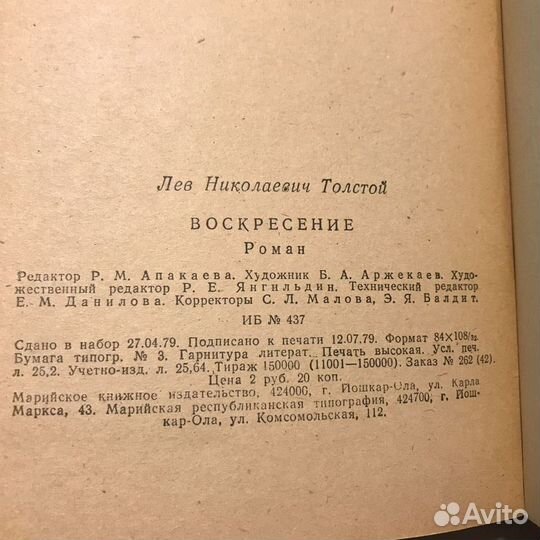 Лев Николаевич Толстой
ВОСКРЕСЕНИЕ
Роман
Редактор Р. М. Апакаева. Художник Б. А. Аржекаев. Худо-
жественный редактор Р. Е. Янгильдин. Технический редактор
Е. М. Данилова. Корректоры С. Л. Малова, Э. Я. Балдит.
ИБ № 437
Сдано в набор 27.04.79. Подписано к печати 12.07.79. Формат 84×108/32.
Бумага типогр. № 3. Гарнитура литерат. Печать высокая. Усл. печ.
л. 25,2. Учетно-изд. л. 25,64. Тираж 150000 (11001—150000). Заказ № 262 (42).
Цена 2 руб. 20 коп.
Марийское книжное издательство, 424000, г. Йошкар-Ола, ул. Карла
Маркса, 43. Марийская республиканская типография, 424700, г. Йош-
кар-Ола, ул. Комсомольская, 112.
Avito